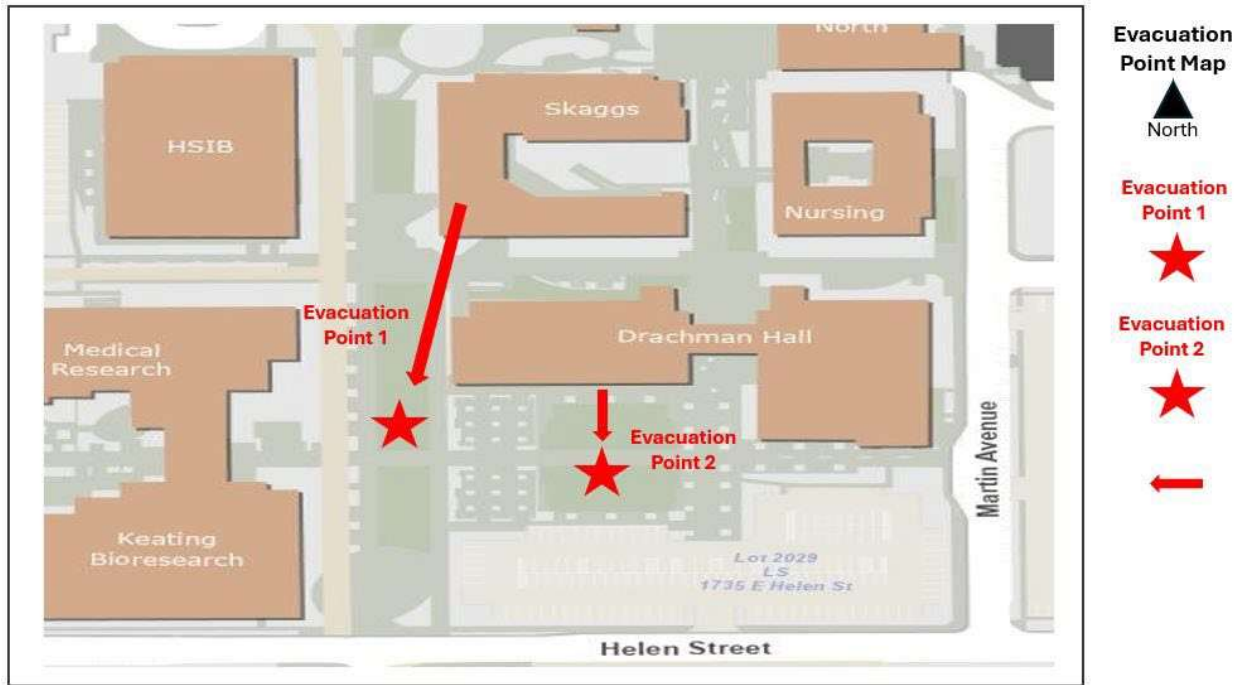 North
Skaggs
HSIB
Nursing
Evacuation
Point 1
Drachman Hall
Medical
Research
Evacuation
Point 2
Martin Avenue
Keating
Bioresearch
Lot 2029
LS
1735 E Helen St
Helen Street
Evacuation
Point Map
North
Evacuation
Point 1
Evacuation
Point 2